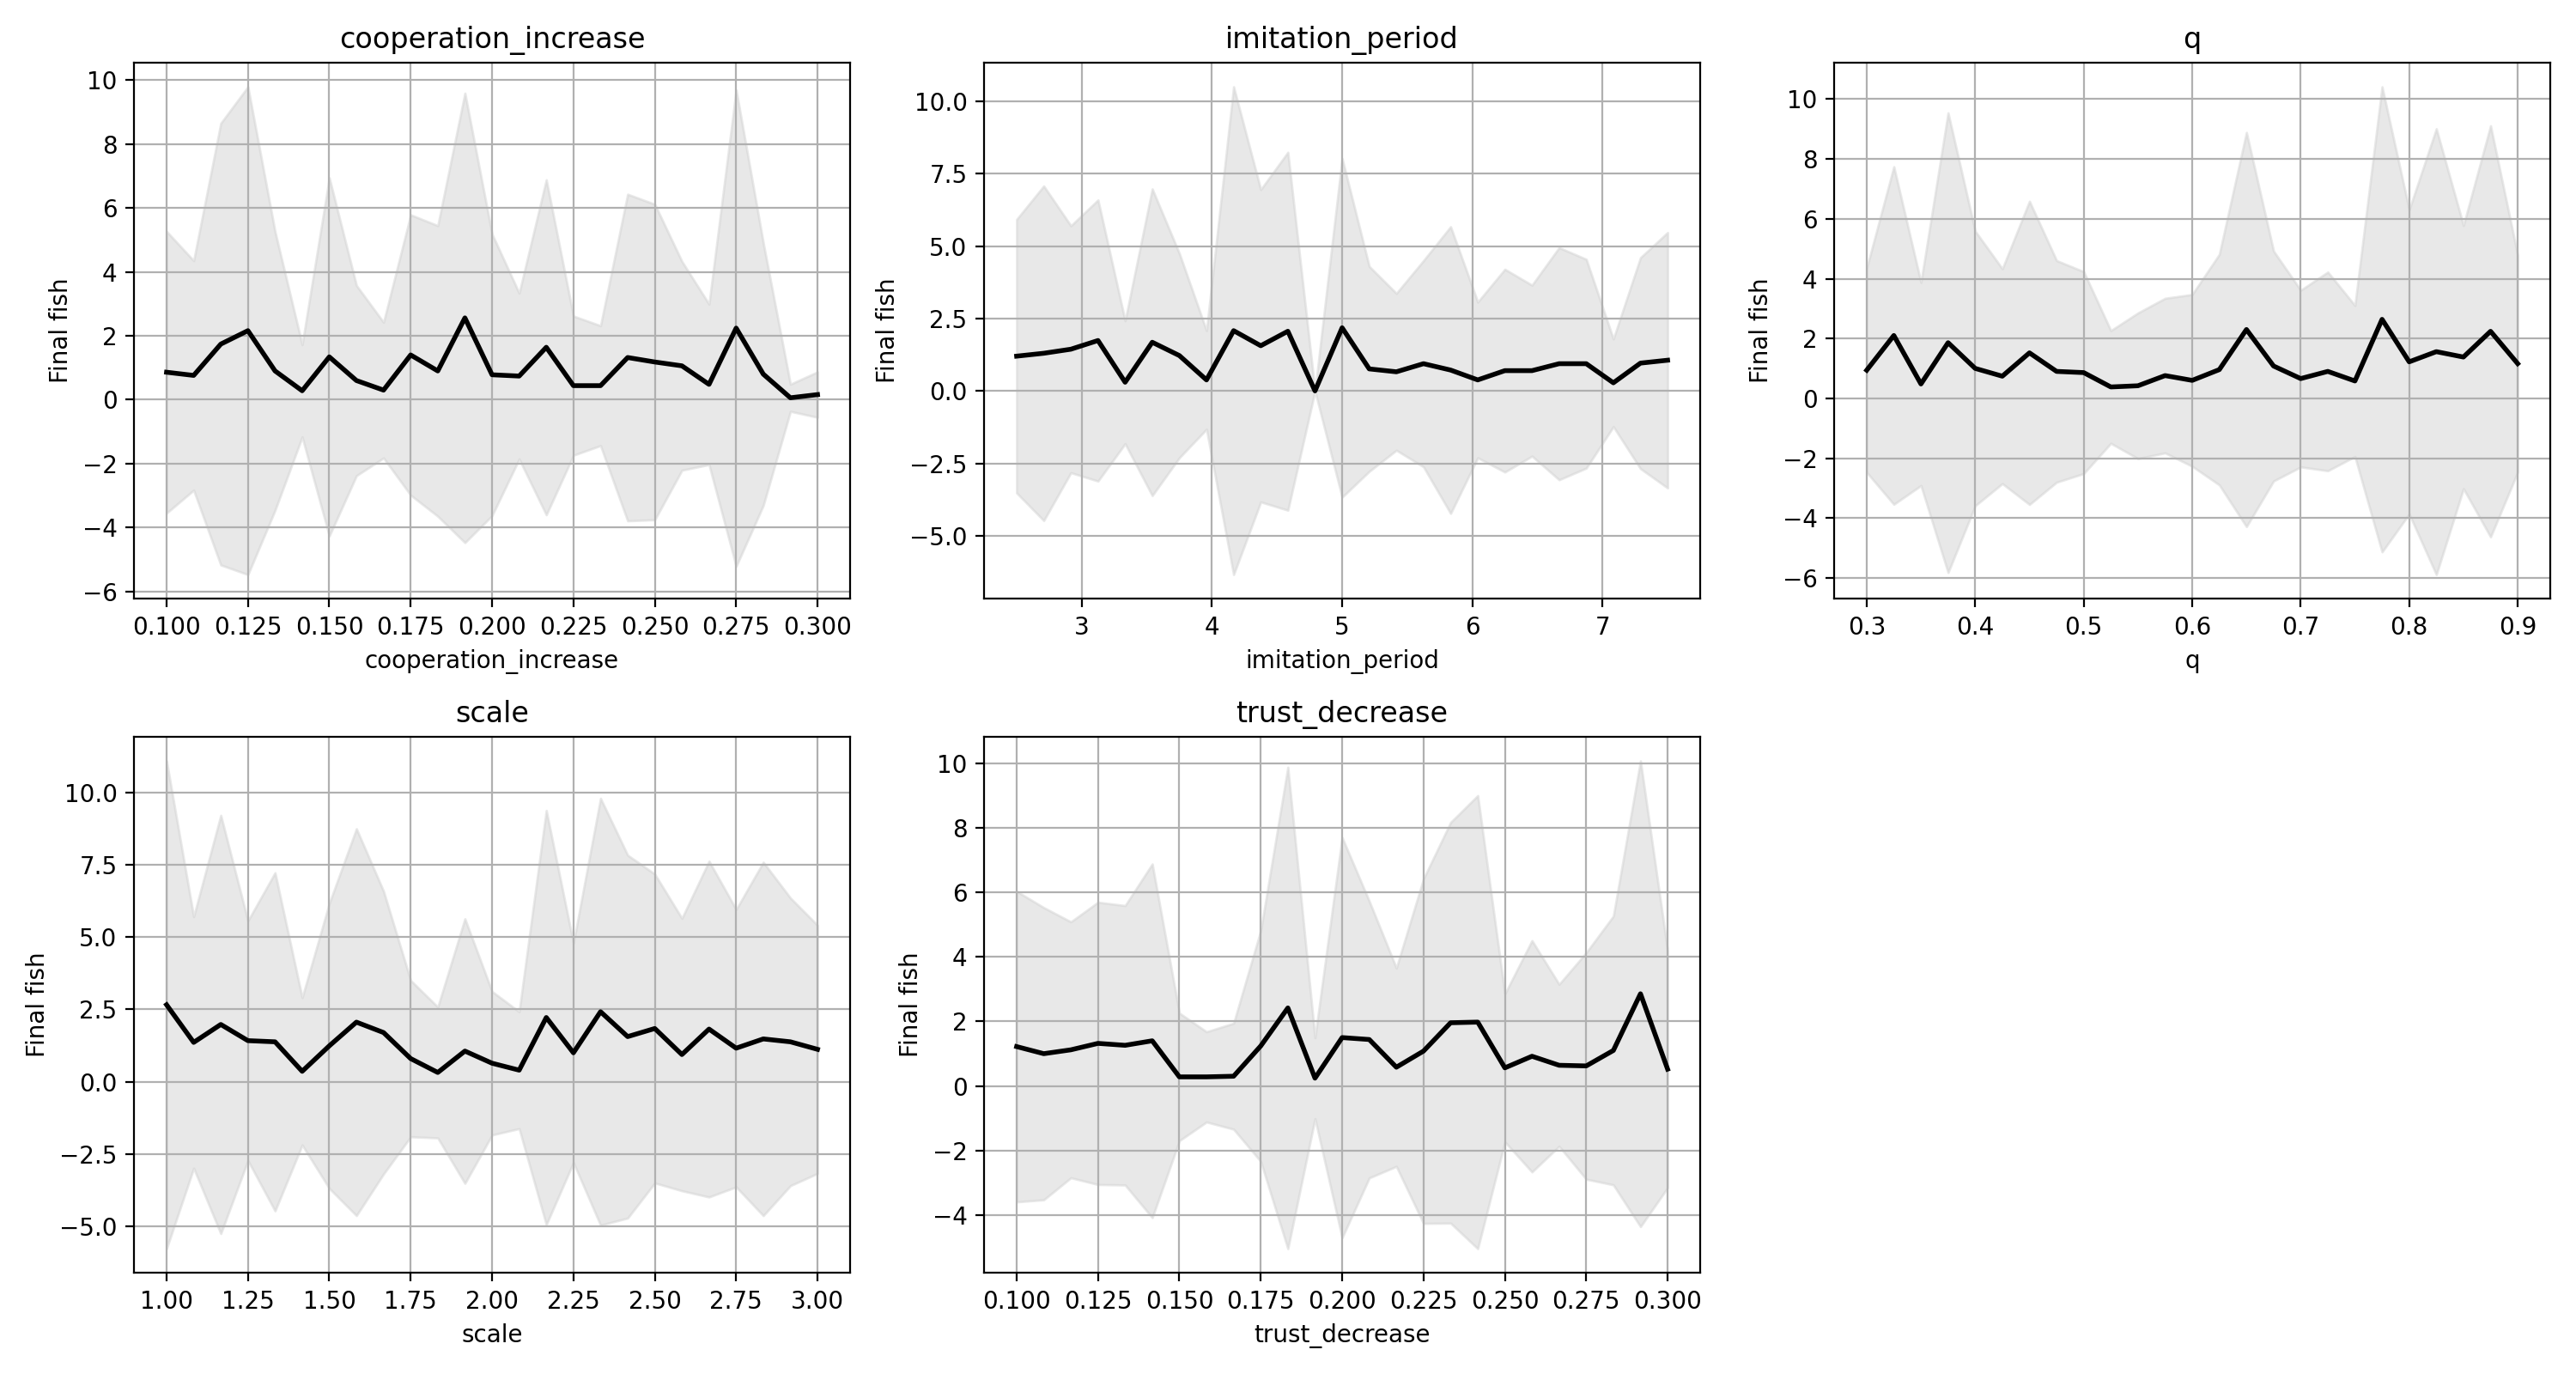 cooperation_increase
Final fish
10
8
6
4
2
0
−2
−4
−6
0.100 0.125 0.150 0.175 0.200 0.225 0.250 0.275 0.300
cooperation_increase
imitation_period
Final fish
10.0
7.5
5.0
2.5
0.0
−2.5
−5.0
3 4 5 6 7
imitation_period
q
Final fish
10
8
6
4
2
0
−2
−4
−6
0.3 0.4 0.5 0.6 0.7 0.8 0.9
q
scale
Final fish
10.0
7.5
5.0
2.5
0.0
−2.5
−5.0
1.00 1.25 1.50 1.75 2.00 2.25 2.50 2.75 3.00
scale
trust_decrease
Final fish
10
8
6
4
2
0
−2
−4
0.100 0.125 0.150 0.175 0.200 0.225 0.250 0.275 0.300
trust_decrease